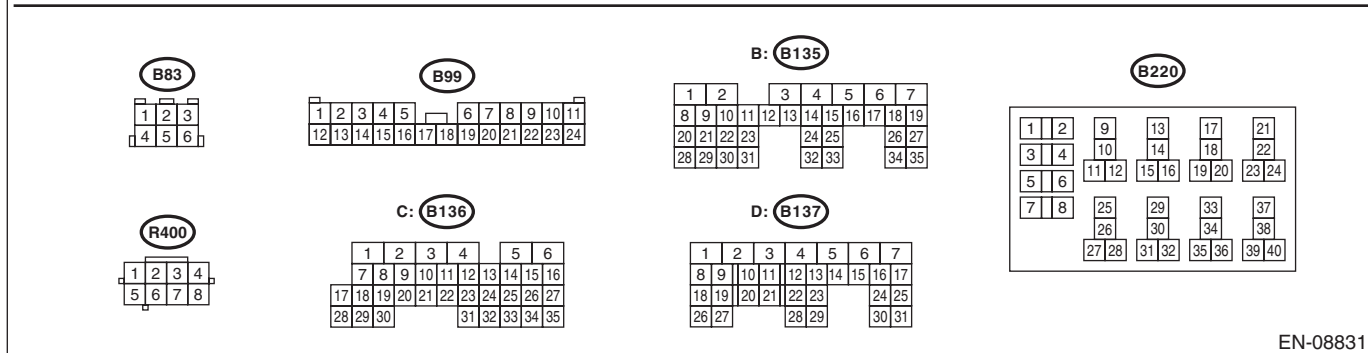 B83
1 2 3
4 5 6
B99
1 2 3 4 5 6 7 8 9 10 11
12 13 14 15 16 17 18 19 20 21 22 23 24
B: B135
1 2 3 4 5 6 7
8 9 10 11 12 13 14 15 16 17 18 19
20 21 22 23 24 25 26 27
28 29 30 31 32 33 34 35
B220
1 2 9 13 17 21
3 4 10 14 18 22
5 6 11 12 15 16 19 20 23 24
7 8 25 29 33 37
26 30 34 38
27 28 31 32 35 36 39 40
R400
1 2 3 4
5 6 7 8
C: B136
1 2 3 4 5 6
7 8 9 10 11 12 13 14 15 16
17 18 19 20 21 22 23 24 25 26 27
28 29 30 31 32 33 34 35
D: B137
1 2 3 4 5 6 7
8 9 10 11 12 13 14 15 16 17
18 19 20 21 22 23 24 25
26 27 28 29 30 31
EN-08831